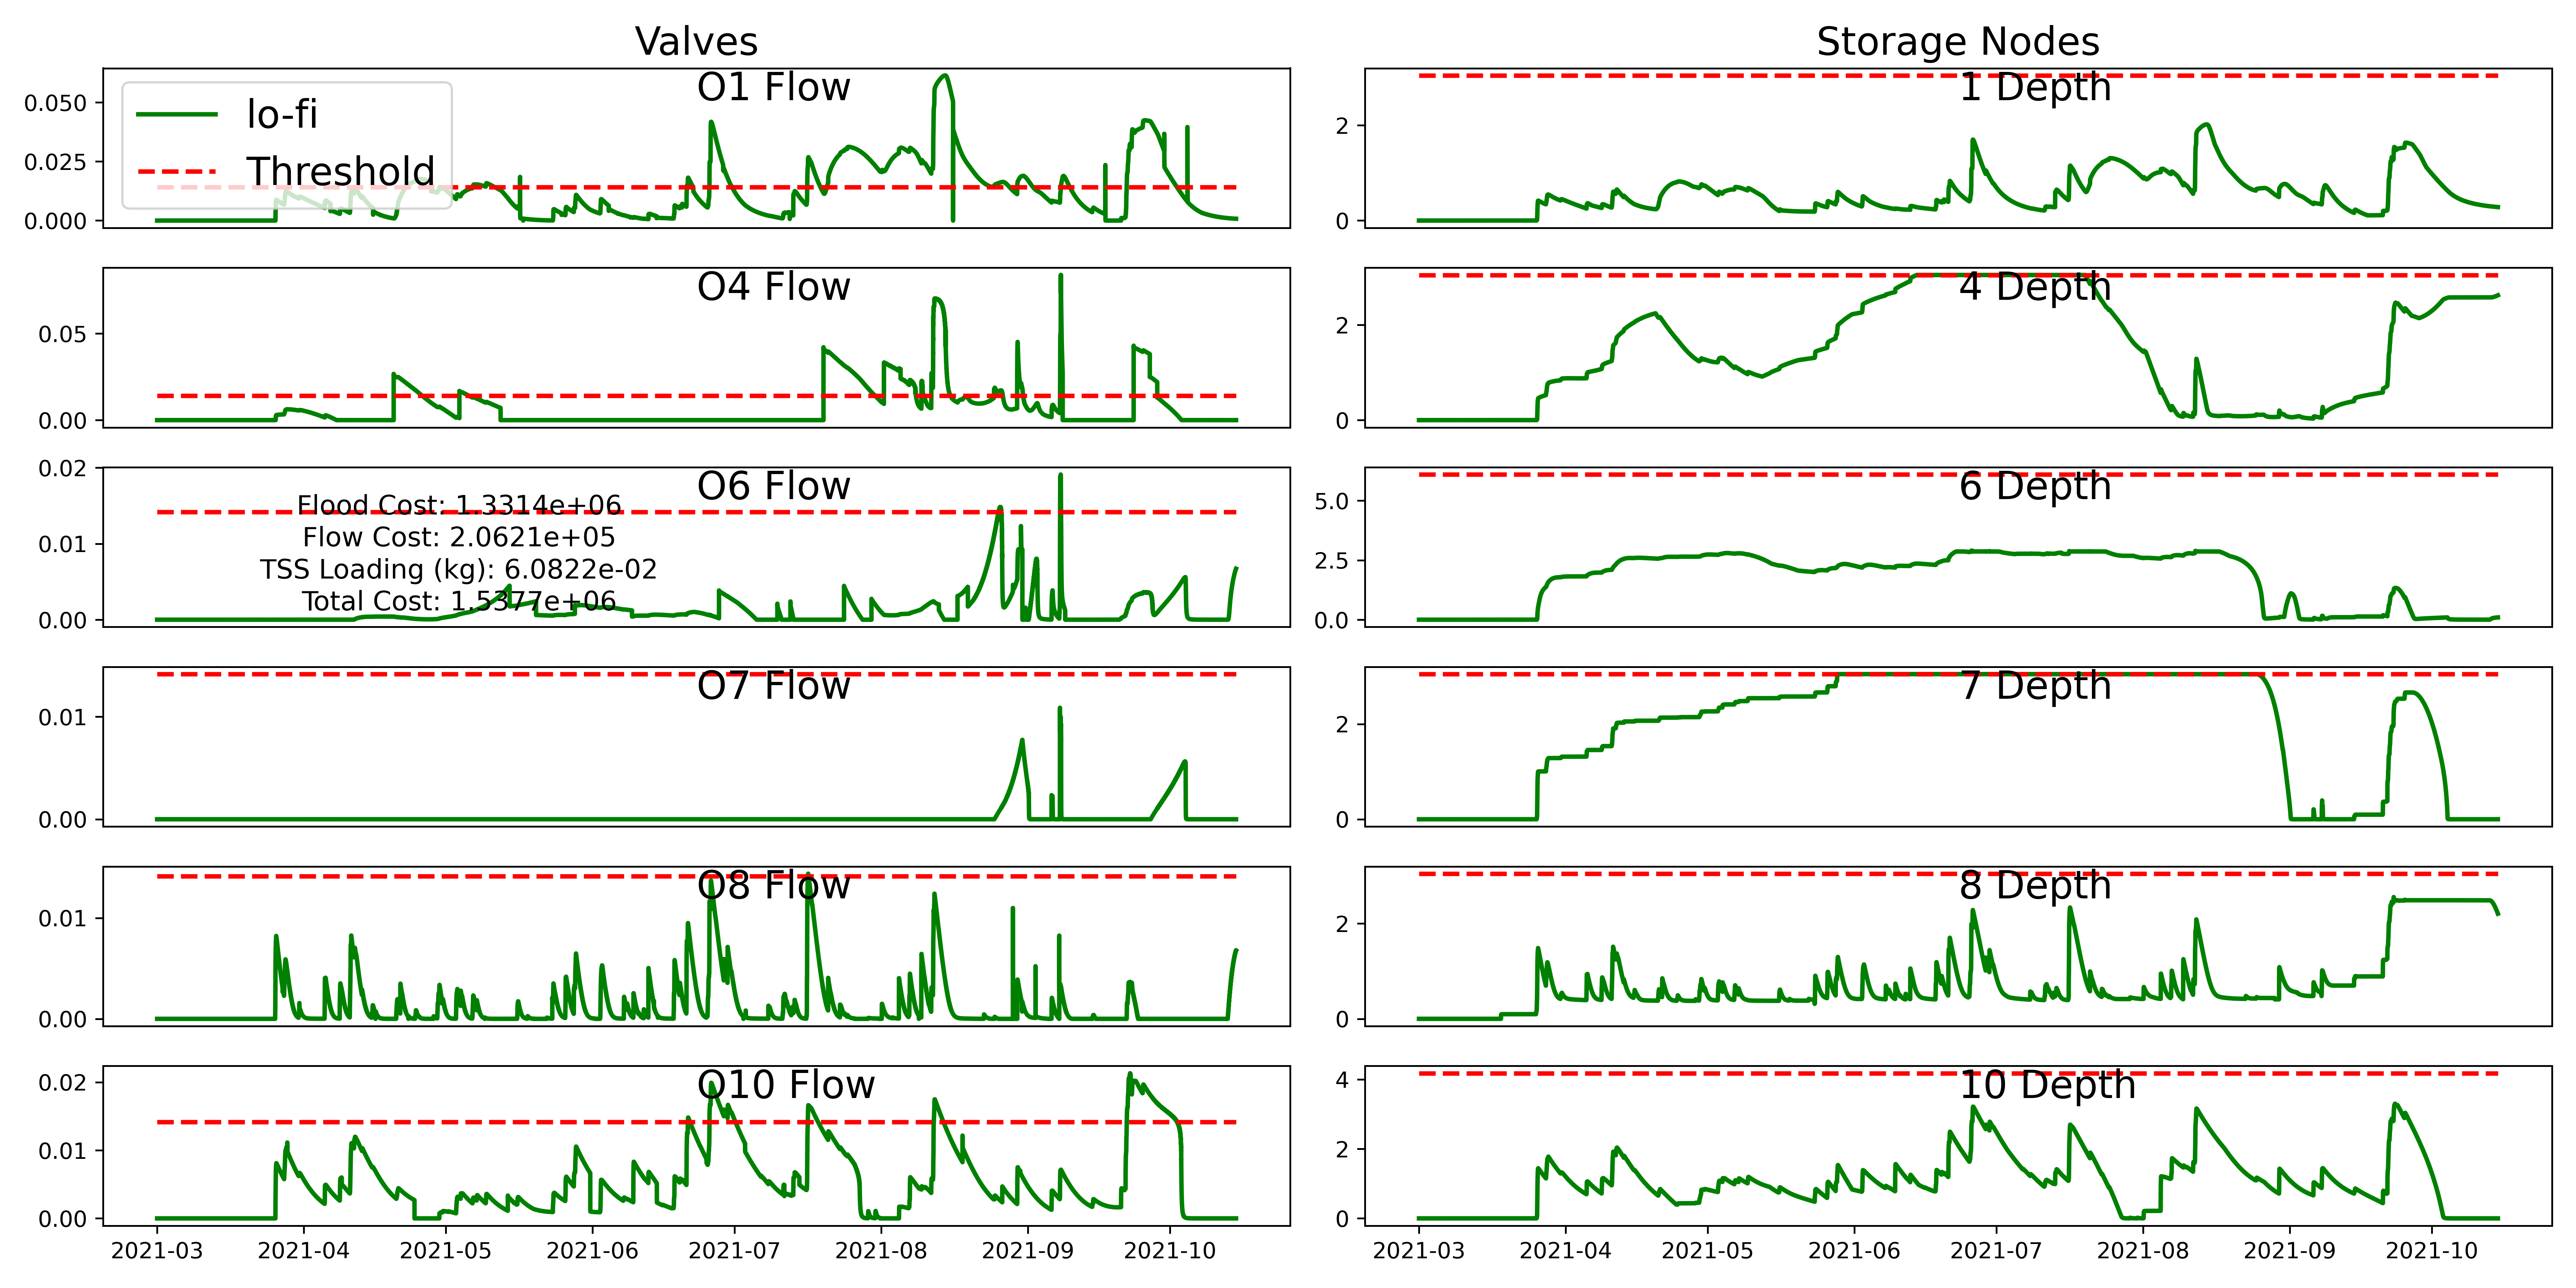 Valves
Storage Nodes
O1 Flow
lo-fi
Threshold
0.050
0.025
0.000
1 Depth
2
0
O4 Flow
0.05
0.00
4 Depth
2
0
O6 Flow
0.02
0.01
0.00
Flood Cost: 1.3314e+06
Flow Cost: 2.0621e+05
TSS Loading (kg): 6.0822e-02
Total Cost: 1.5377e+06
6 Depth
5.0
2.5
0.0
O7 Flow
0.01
0.00
7 Depth
2
0
O8 Flow
0.01
0.00
8 Depth
2
0
O10 Flow
0.02
0.01
0.00
2021-03 2021-04 2021-05 2021-06 2021-07 2021-08 2021-09 2021-10
10 Depth
4
2
0
2021-03 2021-04 2021-05 2021-06 2021-07 2021-08 2021-09 2021-10